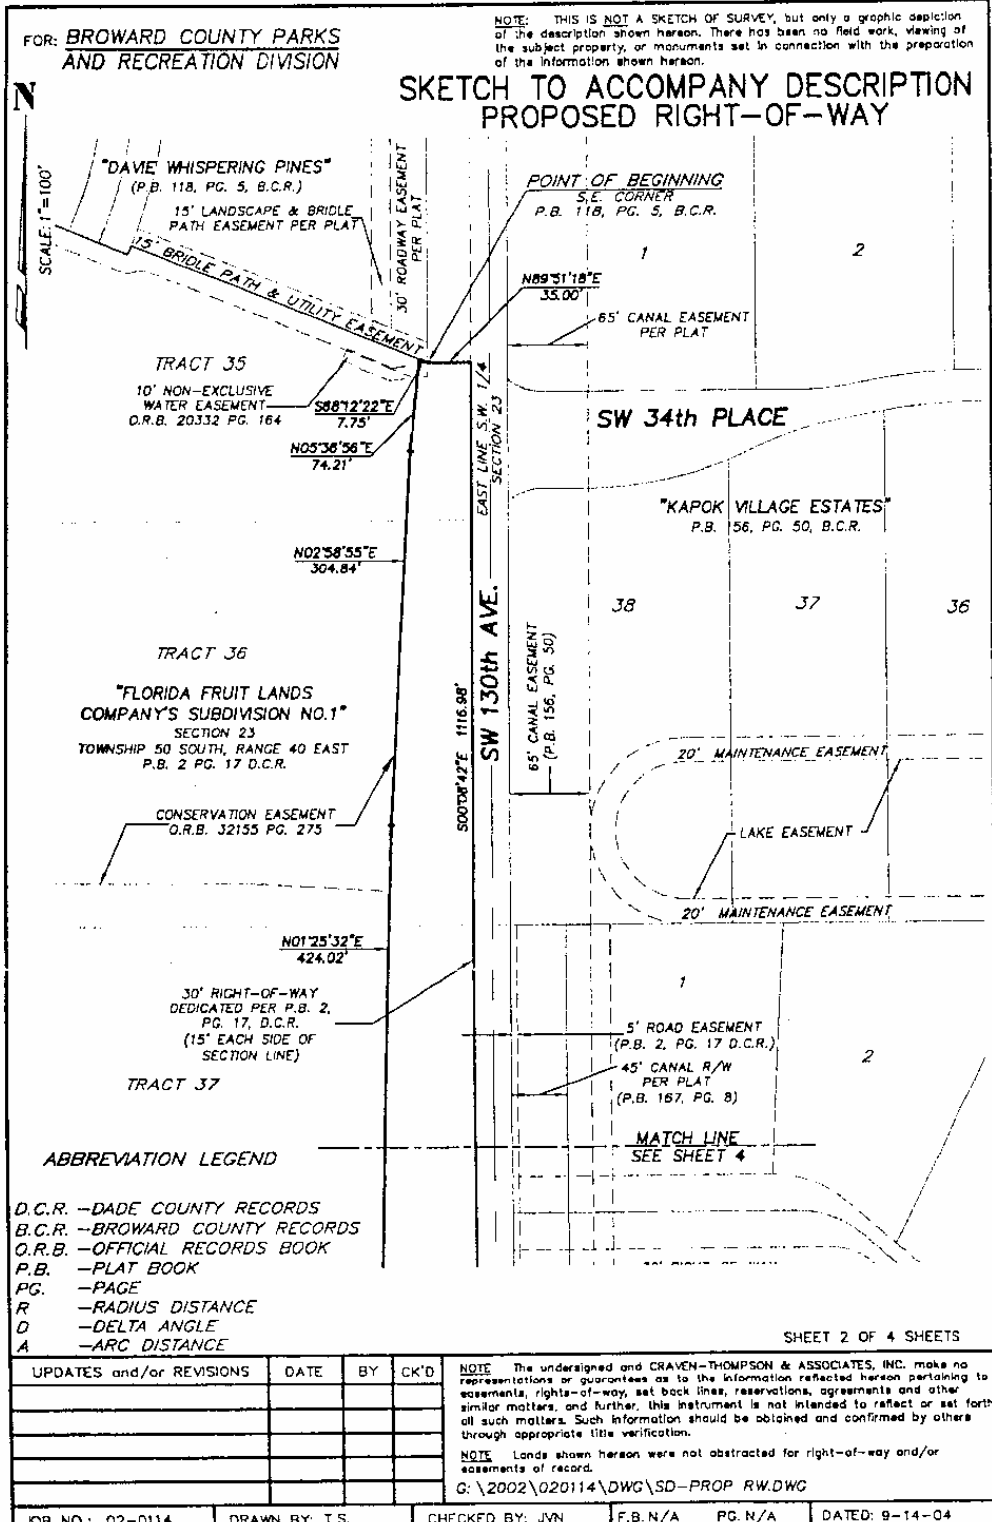 FOR: BROWARD COUNTY PARKS
AND RECREATION DIVISION
NOTE: THIS IS NOT A SKETCH OF SURVEY, but only a graphic depiction
of the description shown hereon. There has been no field work, viewing of
the subject property, or monuments set in connection with the preparation
of the information shown hereon.
SKETCH TO ACCOMPANY DESCRIPTION
PROPOSED RIGHT-OF-WAY
N
SCALE: 1"=100'
"DAVIE WHISPERING PINES"
(P.B. 118, PG. 5, B.C.R.)
15' LANDSCAPE & BRIDLE
PATH EASEMENT PER PLAT
30' ROADWAY EASEMENT
PER PLAT
15' BRIDLE PATH & UTILITY EASEMENT
POINT OF BEGINNING
S.E. CORNER
P.B. 118, PG. 5, B.C.R.
N89°51'18"E
35.00'
1
2
65' CANAL EASEMENT
PER PLAT
TRACT 35
10' NON-EXCLUSIVE
WATER EASEMENT
O.R.B. 20332 PG. 164
S68°12'22"E
7.75'
N05°36'56"E
74.21'
EAST LINE S.W. 1/4
SECTION 23
SW 34th PLACE
"KAPOK VILLAGE ESTATES"
P.B. 156, PG. 50, B.C.R.
N02°58'55"E
304.84'
38
37
36
TRACT 36
"FLORIDA FRUIT LANDS
COMPANY'S SUBDIVISION NO.1"
SECTION 23
TOWNSHIP 50 SOUTH, RANGE 40 EAST
P.B. 2 PG. 17 D.C.R.
S00°08'42"E 1116.98'
SW 130th AVE.
65' CANAL EASEMENT
(P.B. 156, PG. 50)
20' MAINTENANCE EASEMENT
CONSERVATION EASEMENT
O.R.B. 32155 PG. 275
LAKE EASEMENT
20' MAINTENANCE EASEMENT
N01°25'32"E
424.02'
30' RIGHT-OF-WAY
DEDICATED PER P.B. 2,
PG. 17, D.C.R.
(15' EACH SIDE OF
SECTION LINE)
1
5' ROAD EASEMENT
(P.B. 2, PG. 17 D.C.R.)
2
45' CANAL R/W
PER PLAT
(P.B. 167, PG. 8)
TRACT 37
MATCH LINE
SEE SHEET 4
ABBREVIATION LEGEND
D.C.R. -DADE COUNTY RECORDS
B.C.R. -BROWARD COUNTY RECORDS
O.R.B. -OFFICIAL RECORDS BOOK
P.B. -PLAT BOOK
PG. -PAGE
R -RADIUS DISTANCE
D -DELTA ANGLE
A -ARC DISTANCE
SHEET 2 OF 4 SHEETS
UPDATES and/or REVISIONS DATE BY CK'D
NOTE The undersigned and CRAVEN-THOMPSON & ASSOCIATES, INC. make no
representations or guarantees as to the information reflected hereon pertaining to
easements, rights-of-way, set back lines, reservations, agreements and other
similar matters, and further, this instrument is not intended to reflect or set forth
all such matters. Such information should be obtained and confirmed by others
through appropriate title verification.
NOTE Lands shown hereon were not abstracted for right-of-way and/or
easements of record.
G:\2002\020114\DWG\SD-PROP RW.DWG
JOB NO.: 02-0114 DRAWN BY: T.S. CHECKED BY: JVN F.B. N/A PG. N/A DATED: 9-14-04